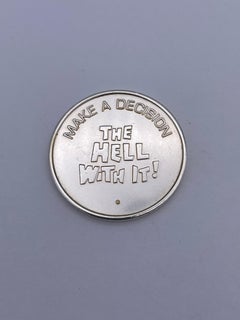 MAKE A DECISION
THE
HELL
WiTH iT!